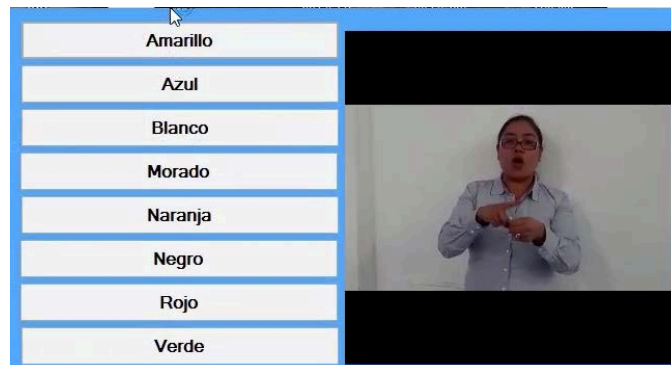 Amarillo
Azul
Blanco
Morado
Naranja
Negro
Rojo
Verde